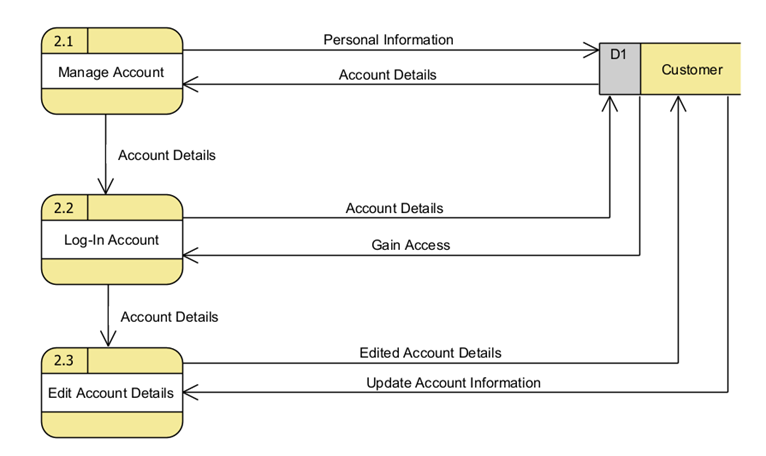 2.1
Manage Account
Personal Information
Account Details
D1
Customer
Account Details
2.2
Log-In Account
Account Details
Gain Access
Account Details
2.3
Edit Account Details
Edited Account Details
Update Account Information